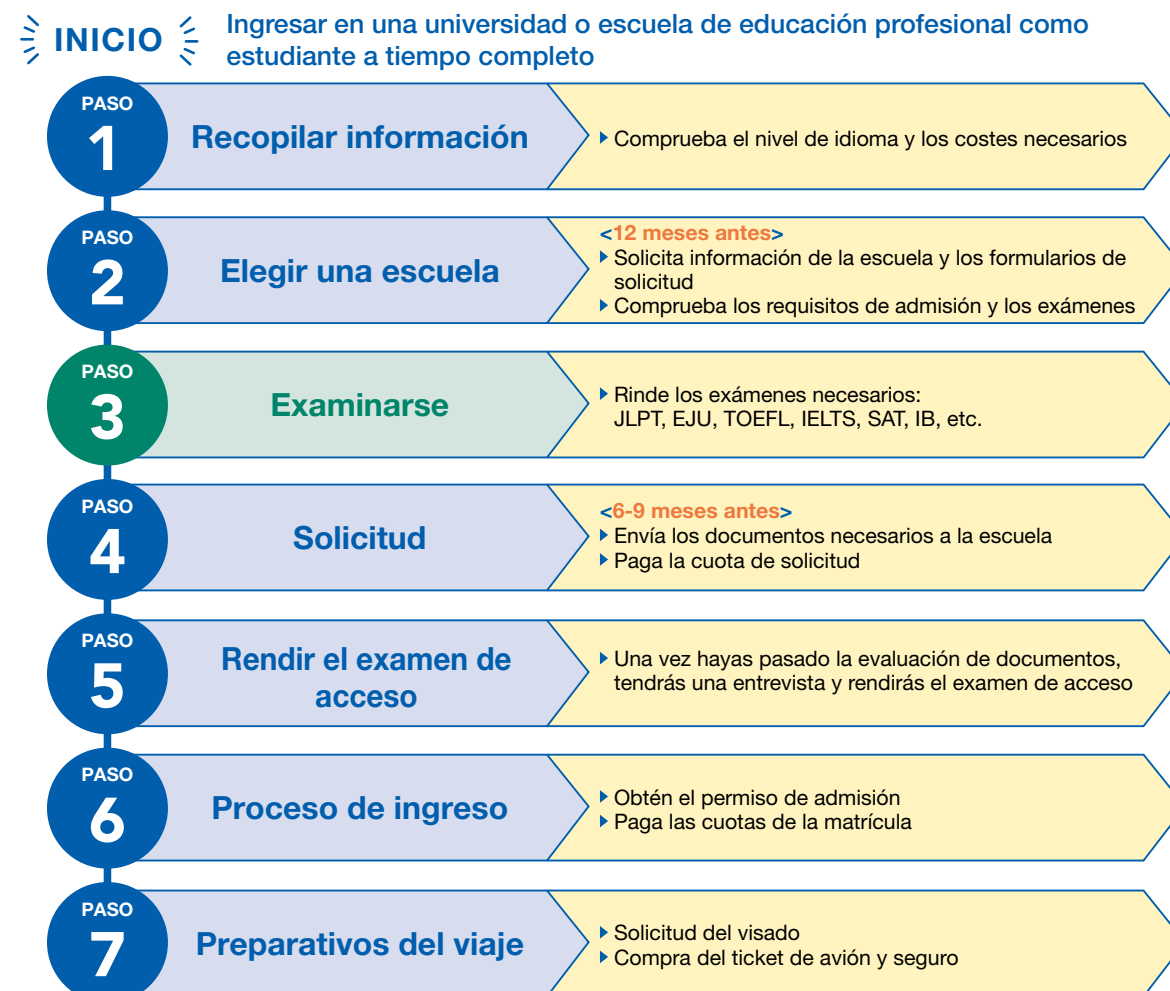 INICIO
Ingresar en una universidad o escuela de educación profesional como
estudiante a tiempo completo
PASO
1
Recopilar información
Comprueba el nivel de idioma y los costes necesarios
PASO
2
Elegir una escuela
<12 meses antes>
Solicita información de la escuela y los formularios de
solicitud
Comprueba los requisitos de admisión y los exámenes
PASO
3
Examinarse
Rinde los exámenes necesarios:
JLPT, EJU, TOEFL, IELTS, SAT, IB, etc.
PASO
4
Solicitud
<6-9 meses antes>
Envía los documentos necesarios a la escuela
Paga la cuota de solicitud
PASO
5
Rendir el examen de
acceso
Una vez hayas pasado la evaluación de documentos,
tendrás una entrevista y rendirás el examen de acceso
PASO
6
Proceso de ingreso
Obtén el permiso de admisión
Paga las cuotas de la matrícula
PASO
7
Preparativos del viaje
Solicitud del visado
Compra del ticket de avión y seguro